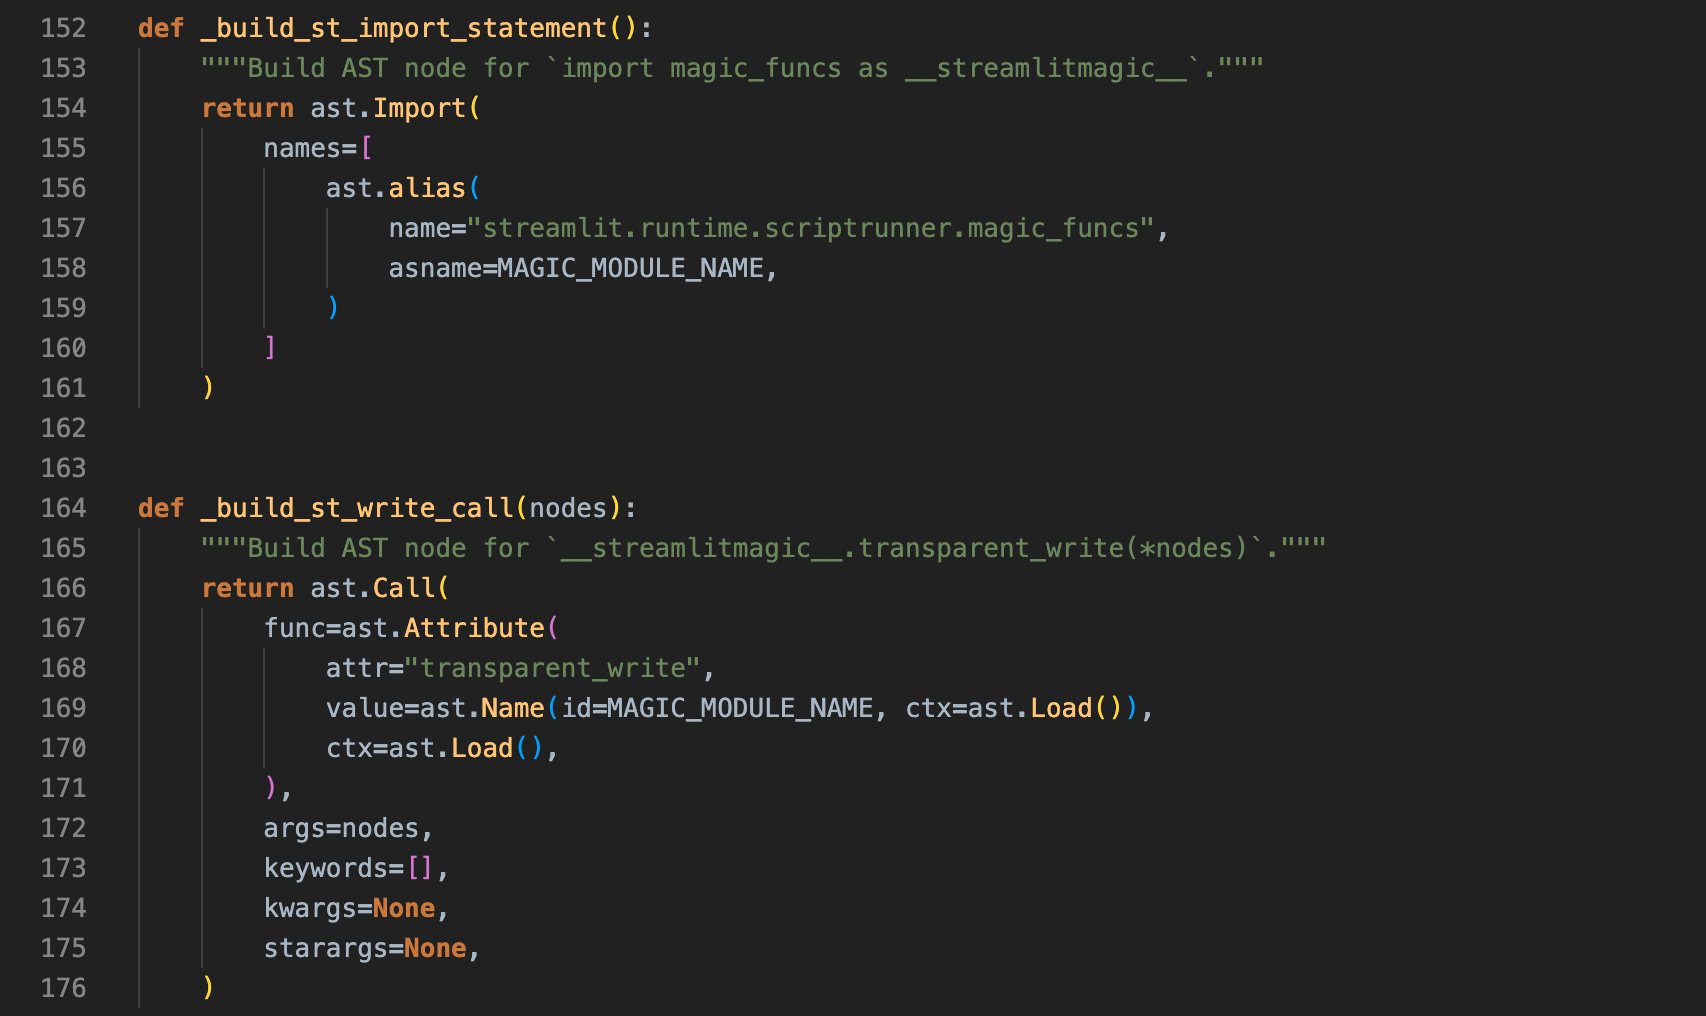 152 def _build_st_import_statement():
153     """Build AST node for `import magic_funcs as __streamlitmagic__`."""
154     return ast.Import(
155         names=[
156             ast.alias(
157                 name="streamlit.runtime.scriptrunner.magic_funcs",
158                 asname=MAGIC_MODULE_NAME,
159             )
160         ]
161     )
162
163
164 def _build_st_write_call(nodes):
165     """Build AST node for `__streamlitmagic__.transparent_write(*nodes)`."""
166     return ast.Call(
167         func=ast.Attribute(
168             attr="transparent_write",
169             value=ast.Name(id=MAGIC_MODULE_NAME, ctx=ast.Load()),
170             ctx=ast.Load(),
171         ),
172         args=nodes,
173         keywords=[],
174         kwargs=None,
175         starargs=None,
176     )